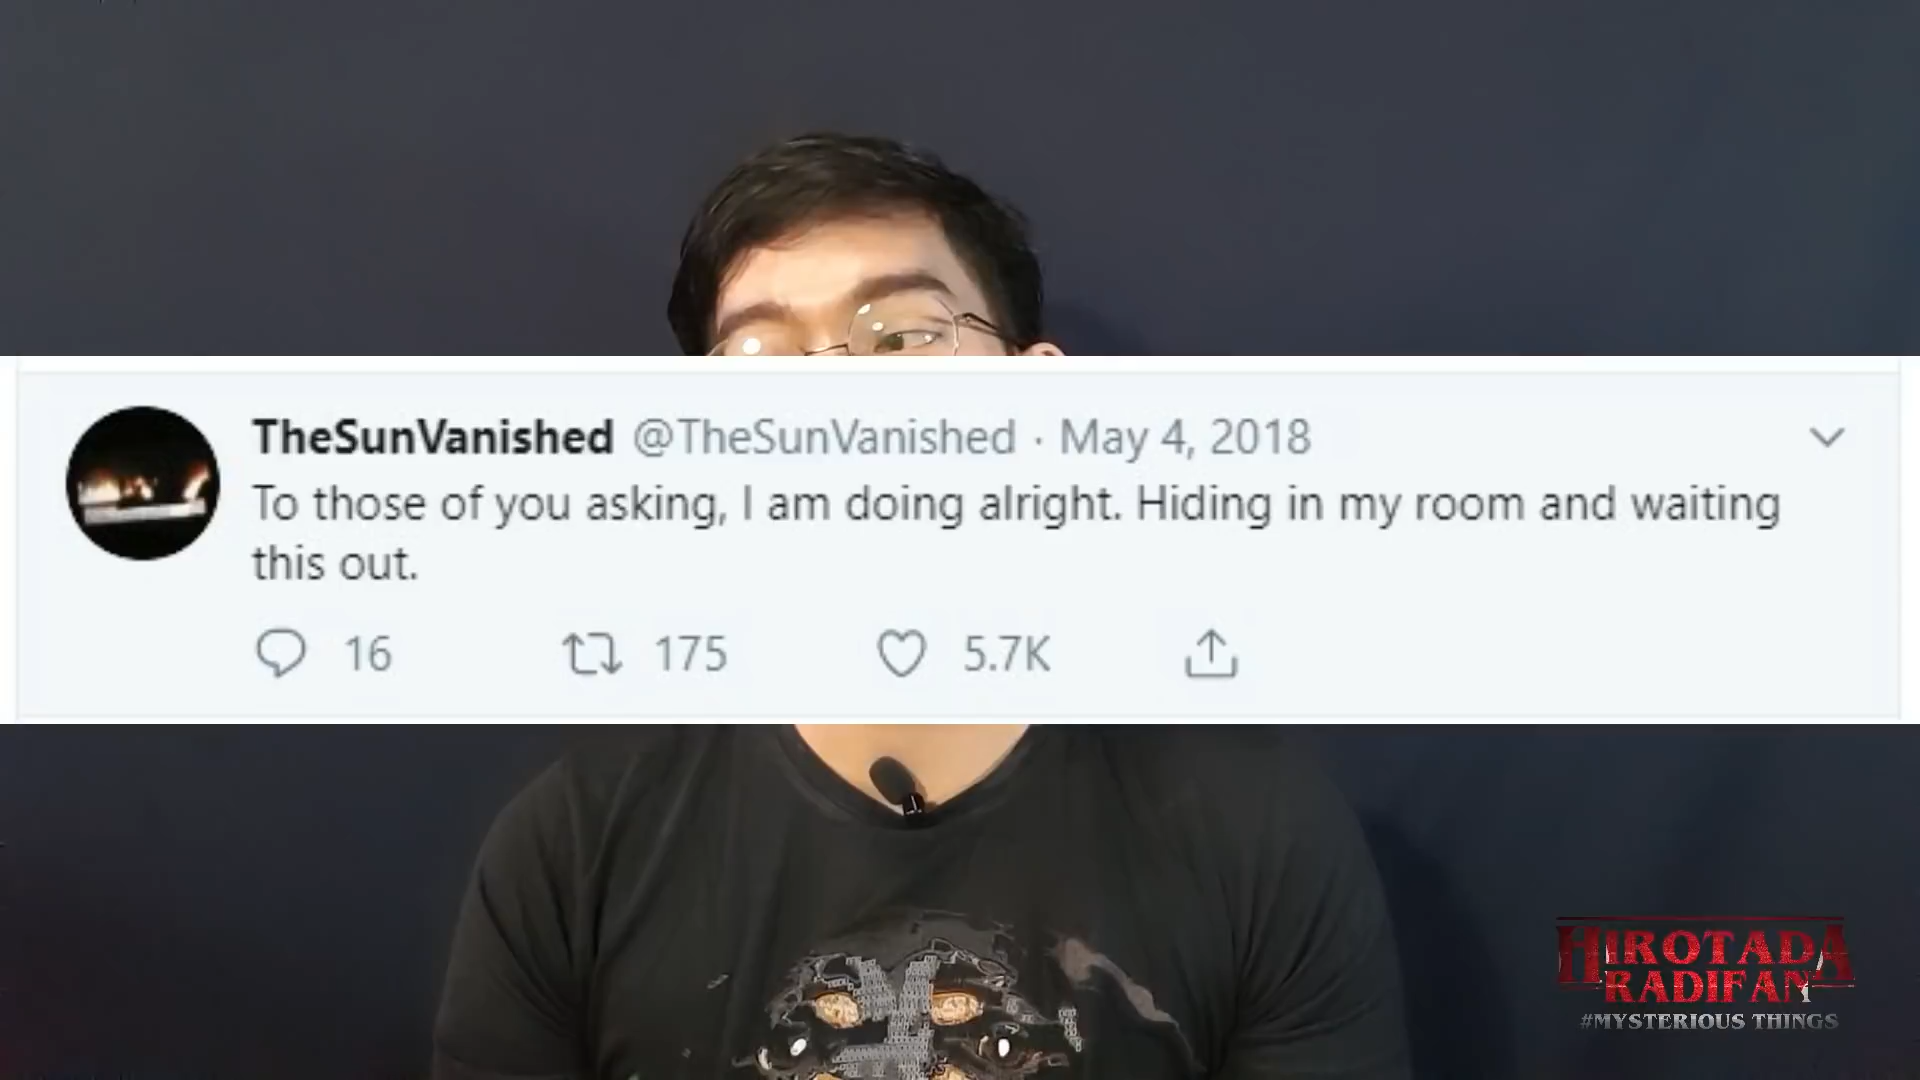 TheSunVanished @TheSunVanished · May 4, 2018
To those of you asking, I am doing alright. Hiding in my room and waiting
this out.
16 175 5.7K
HIROTADA
RADIFAN
#MYSTERIOUS THINGS